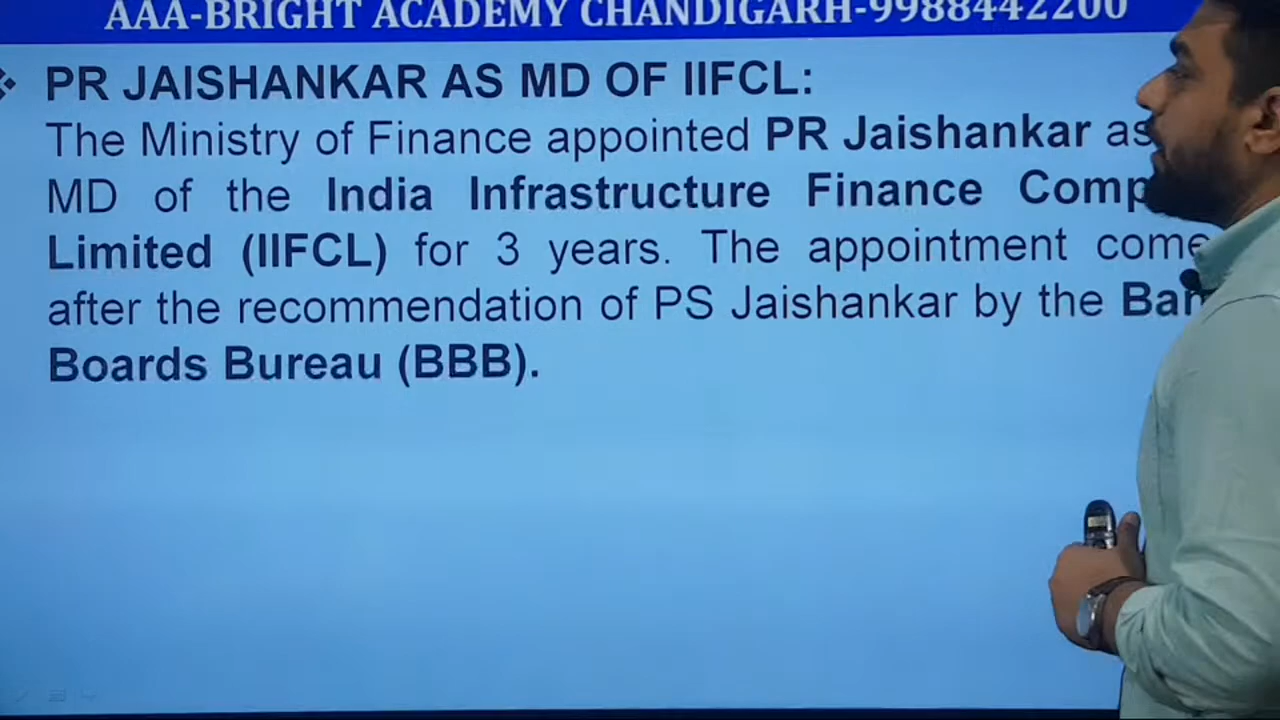 AAA-BRIGHT ACADEMY CHANDIGARH-9988442200
PR JAISHANKAR AS MD OF IIFCL:
The Ministry of Finance appointed PR Jaishankar as
MD of the India Infrastructure Finance
Limited (IIFCL) for 3 years. The appointment
after the recommendation of PS Jaishankar by the
Boards Bureau (BBB).